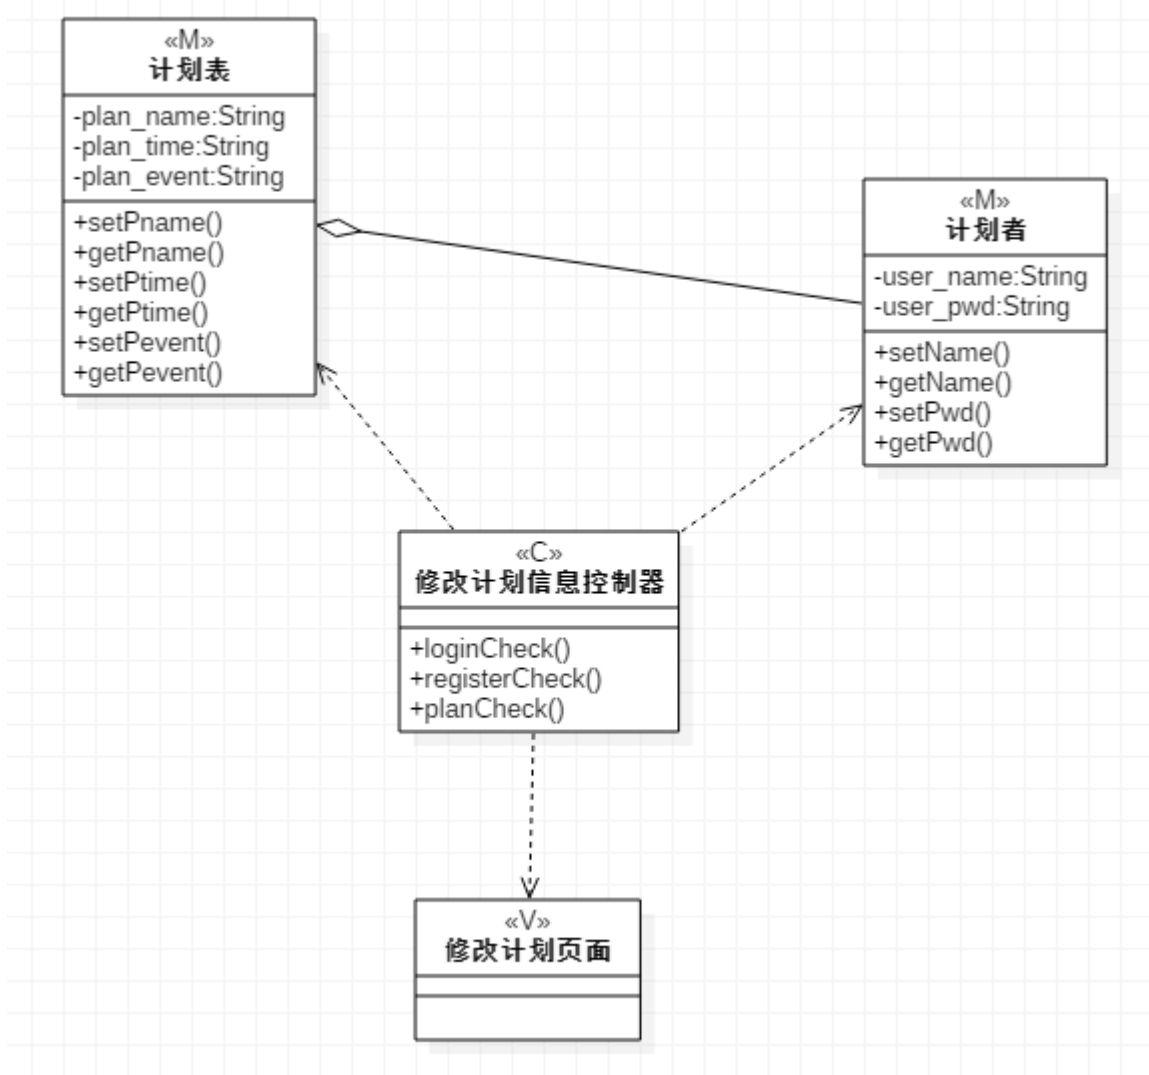 «M»
计划表
-plan_name:String
-plan_time:String
-plan_event:String
+setPname()
+getPname()
+setPtime()
+getPtime()
+setPevent()
+getPevent()
«M»
计划者
-user_name:String
-user_pwd:String
+setName()
+getName()
+setPwd()
+getPwd()
«C»
修改计划信息控制器
+loginCheck()
+registerCheck()
+planCheck()
«V»
修改计划页面